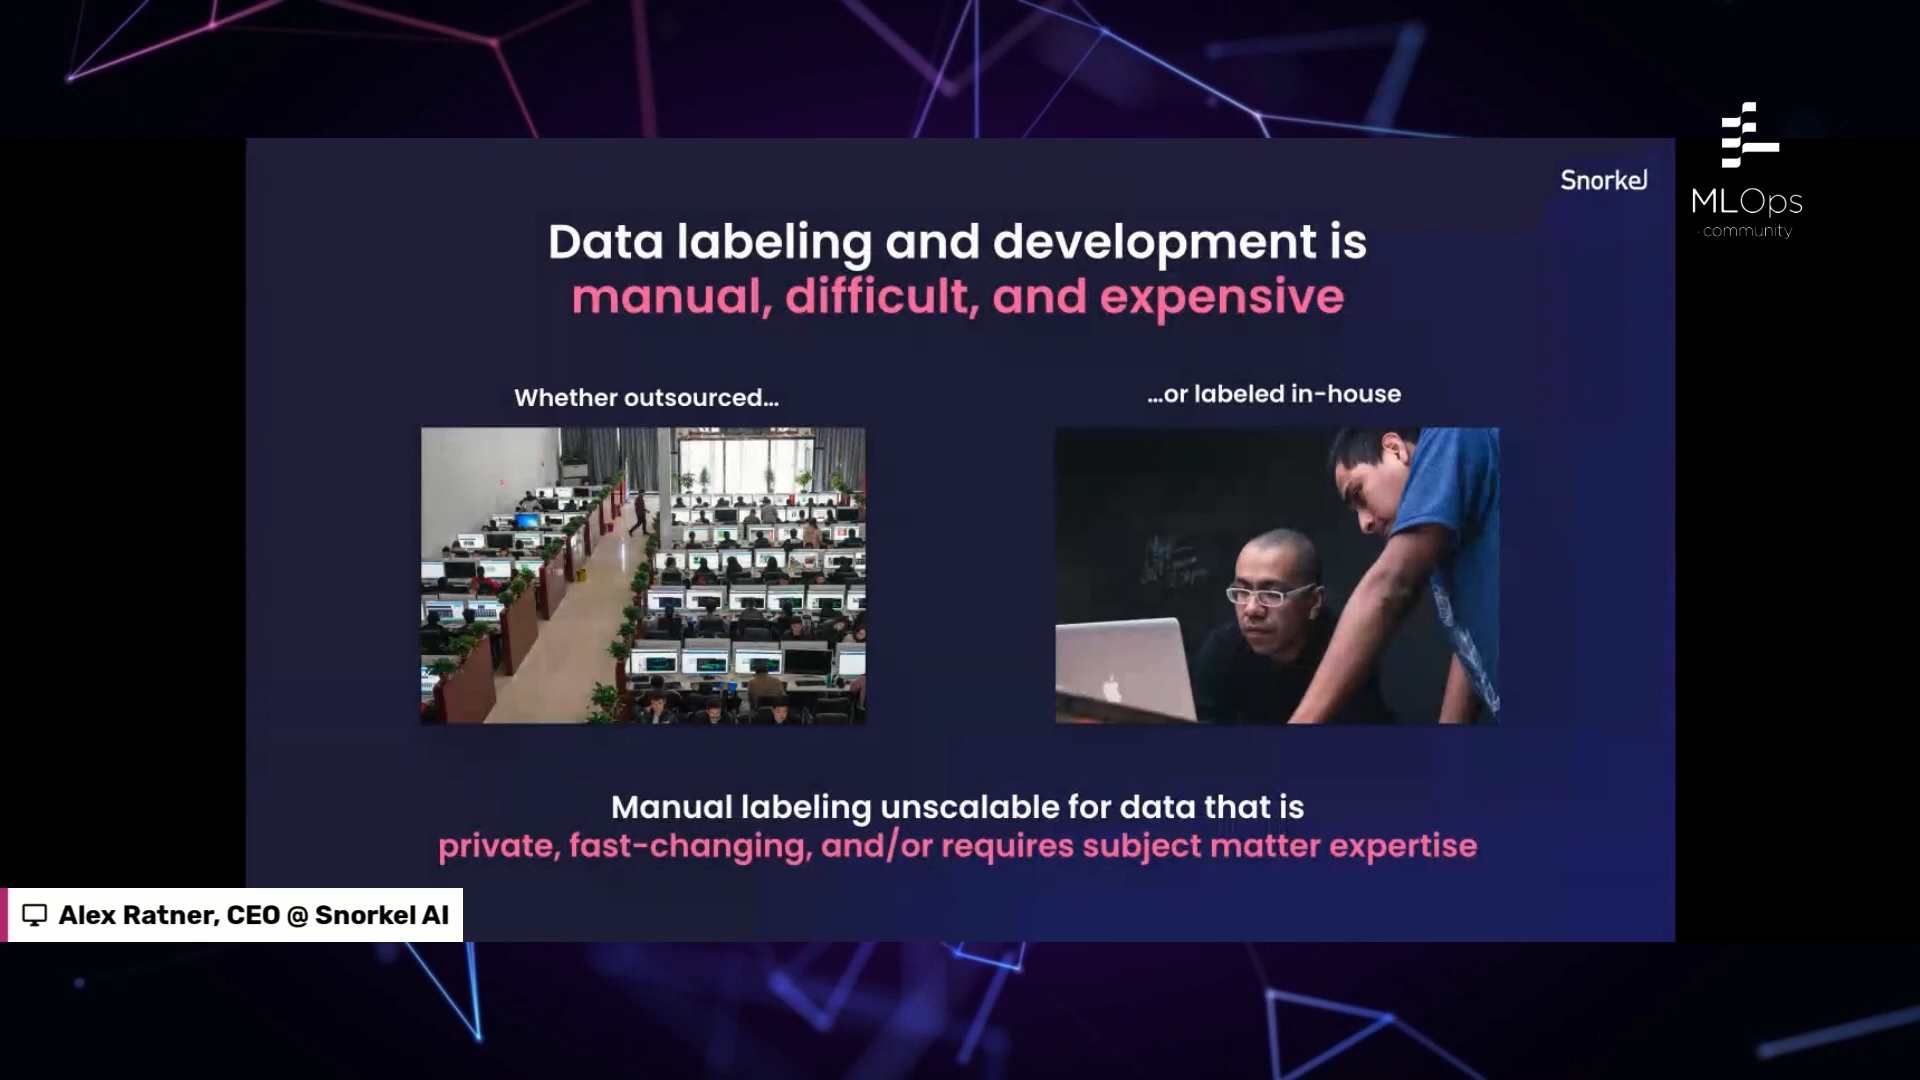 Snorkel
MLOps
community
Data labeling and development is
manual, difficult, and expensive
Whether outsourced...
...or labeled in-house
Manual labeling unscalable for data that is
private, fast-changing, and/or requires subject matter expertise
Alex Ratner, CEO @ Snorkel AI